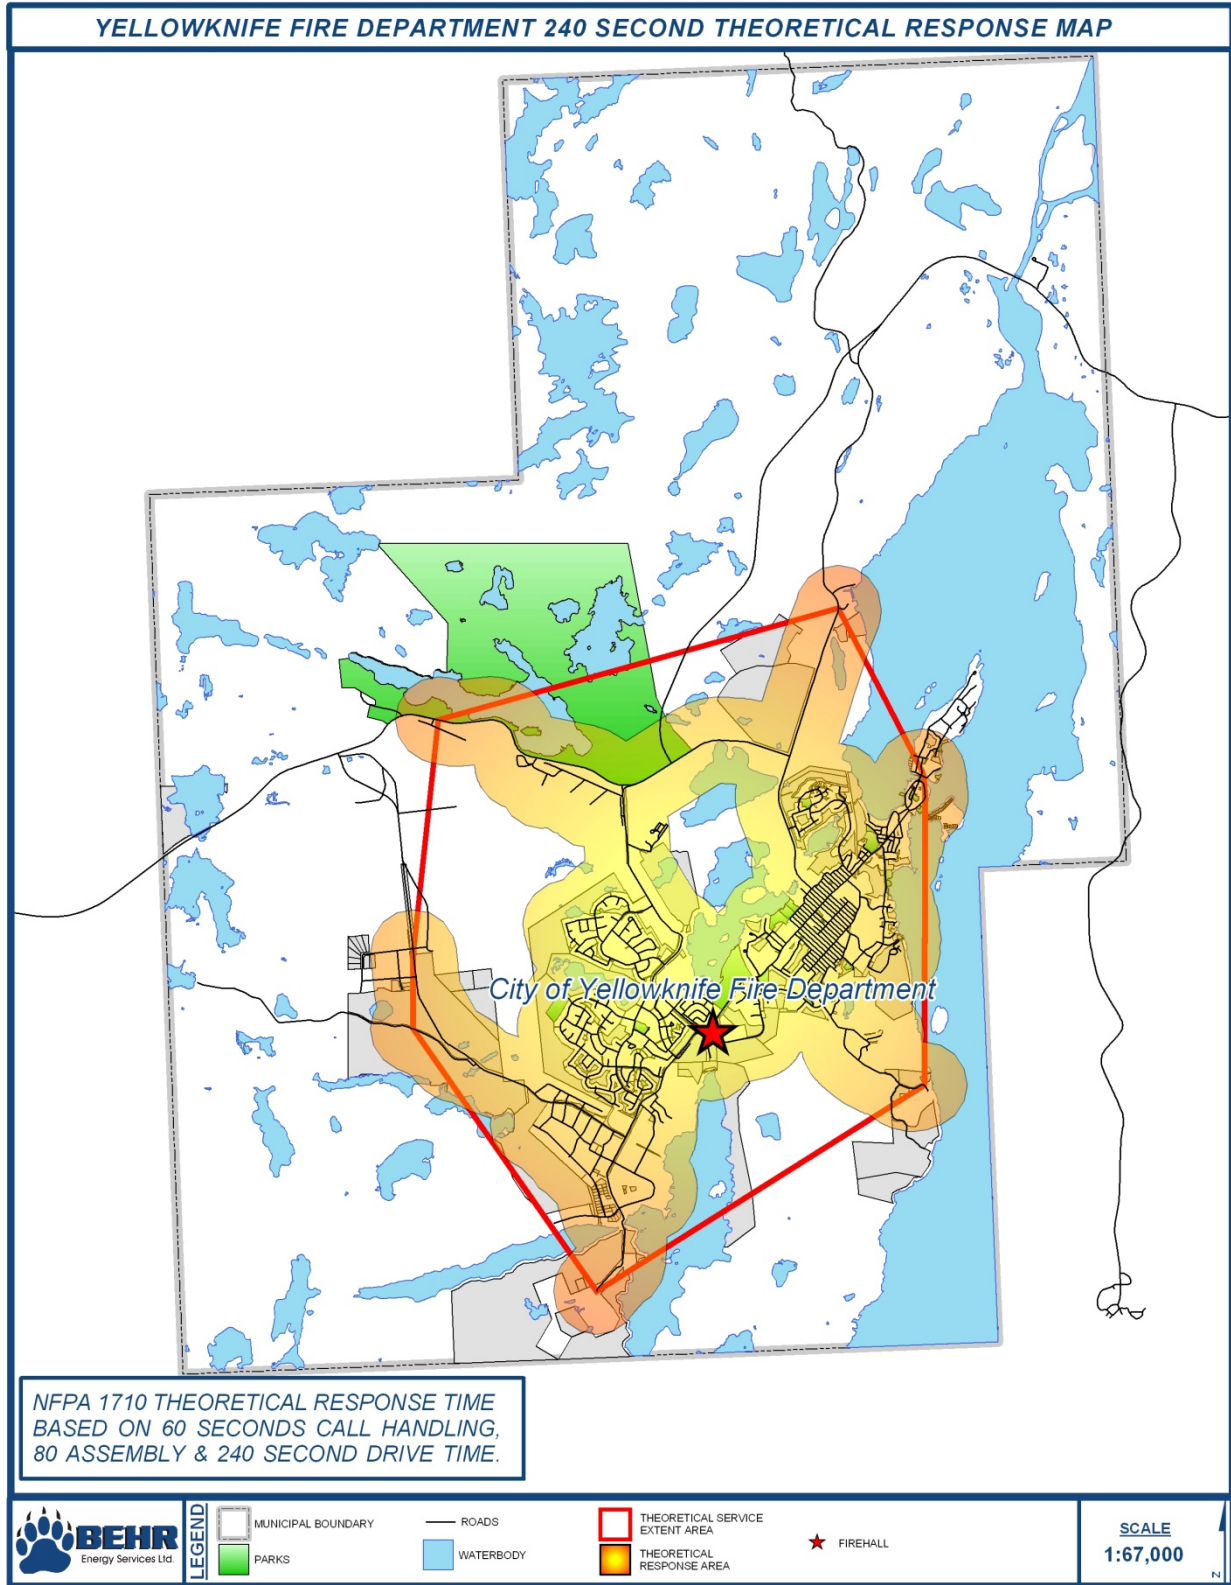 YELLOWKNIFE FIRE DEPARTMENT 240 SECOND THEORETICAL RESPONSE MAP
City of Yellowknife Fire Department
NFPA 1710 THEORETICAL RESPONSE TIME
BASED ON 60 SECONDS CALL HANDLING,
80 ASSEMBLY & 240 SECOND DRIVE TIME.
BEHR
Energy Services Ltd.
LEGEND
MUNICIPAL BOUNDARY
PARKS
ROADS
WATERBODY
THEORETICAL SERVICE
EXTENT AREA
THEORETICAL
RESPONSE AREA
FIREHALL
SCALE
1:67,000
N